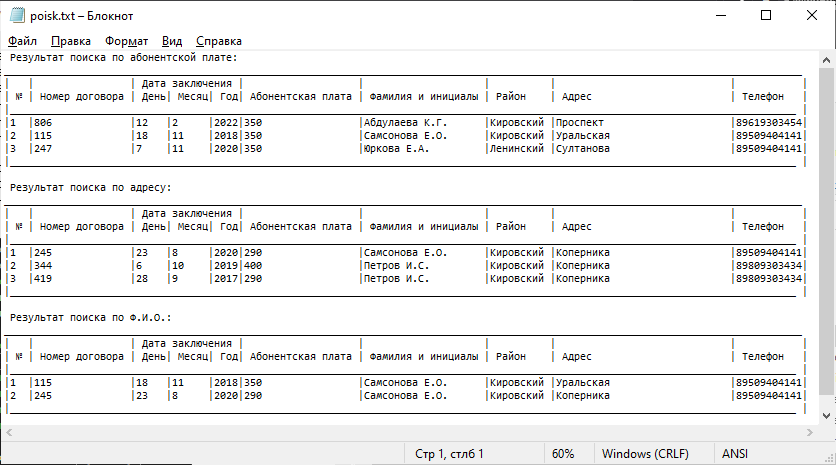 poisk.txt – Блокнот
Файл Правка Формат Вид Справка
Результат поиска по абонентской плате:
| | | Дата заключения | | | | | |
| № | Номер договора | День| Месяц| Год| Абонентская плата | Фамилия и инициалы | Район | Адрес | Телефон |
|1 |806 |12 |2 |2022|350 |Абдулаева К.Г. |Кировский |Проспект |89619303454|
|2 |115 |18 |11 |2018|350 |Самсонова Е.О. |Кировский |Уральская |89509404141|
|3 |247 |7 |11 |2020|350 |Юркова Е.А. |Ленинский |Султанова |89509404141|
Результат поиска по адресу:
| | | Дата заключения | | | | | |
| № | Номер договора | День| Месяц| Год| Абонентская плата | Фамилия и инициалы | Район | Адрес | Телефон |
|1 |245 |23 |8 |2020|290 |Самсонова Е.О. |Кировский |Коперника |89509404141|
|2 |344 |6 |10 |2019|400 |Петров И.С. |Кировский |Коперника |89809303434|
|3 |419 |28 |9 |2017|290 |Петров И.С. |Кировский |Коперника |89809303434|
Результат поиска по Ф.И.О.:
| | | Дата заключения | | | | | |
| № | Номер договора | День| Месяц| Год| Абонентская плата | Фамилия и инициалы | Район | Адрес | Телефон |
|1 |115 |18 |11 |2018|350 |Самсонова Е.О. |Кировский |Уральская |89509404141|
|2 |245 |23 |8 |2020|290 |Самсонова Е.О. |Кировский |Коперника |89509404141|
Стр 1, стлб 1 60% Windows (CRLF) ANSI